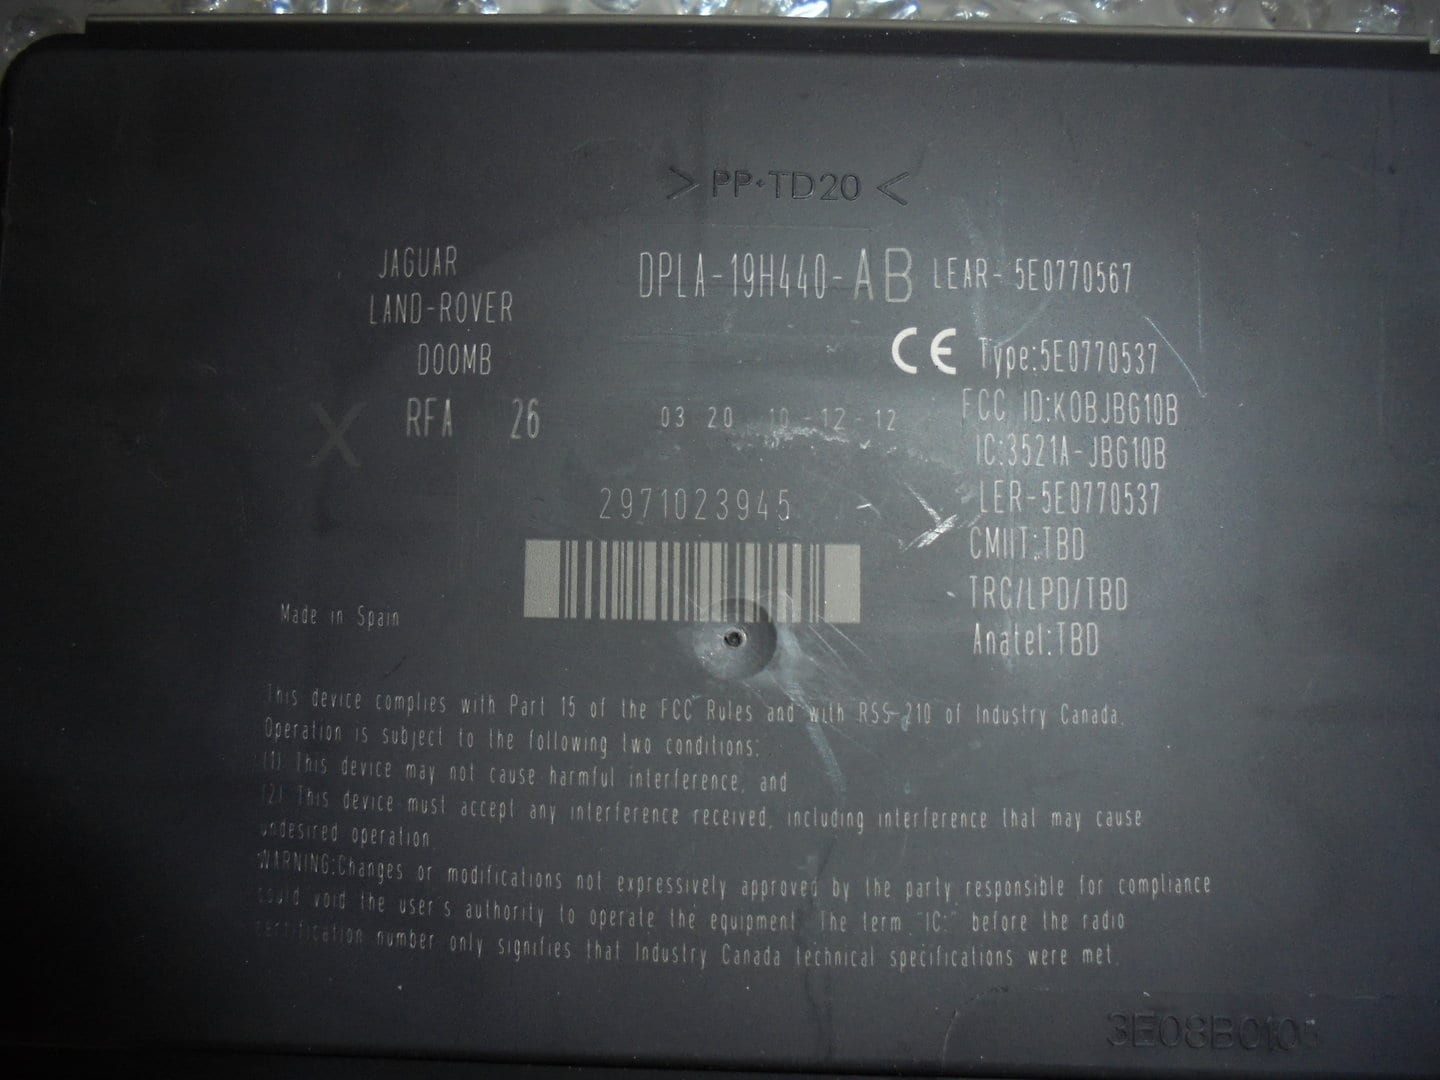 >PP-TD20<
JAGUAR
LAND-ROVER
DOOMB
X RFA 26
DPLA-19H440-AB LEAR-5E0770567
CE Type:5E0770537
03 20 10-12-12
FCC ID:KOBJBG10B
IC:3521A-JBG10B
2971023945
LER-5E0770537
CMIIT:TBD
TRC/LPD/TBD
Anatel:TBD
Made in Spain
This device complies with Part 15 of the FCC Rules and with RSS-210 of Industry Canada.
Operation is subject to the following two conditions:
(1) This device may not cause harmful interference, and
(2) This device must accept any interference received, including interference that may cause
undesired operation.
WARNING:Changes or modifications not expressively approved by the party responsible for compliance
could void the user's authority to operate the equipment. The term "IC:" before the radio
certification number only signifies that Industry Canada technical specifications were met.